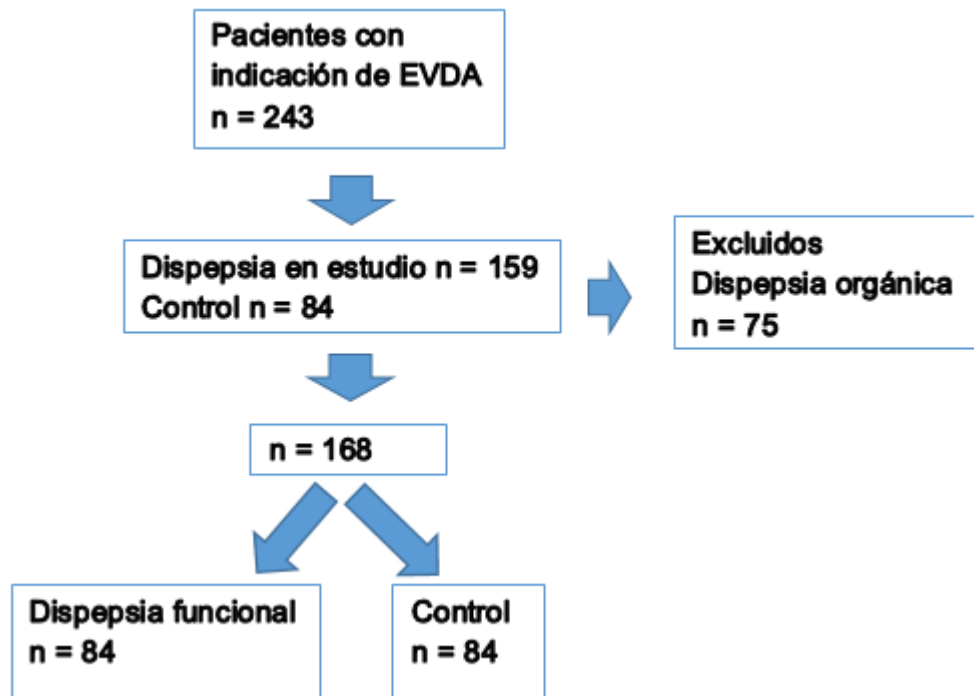 Pacientes con
indicación de EVDA
n = 243
Dispepsia en estudio n = 159
Control n = 84
Excluidos
Dispepsia orgánica
n = 75
n = 168
Dispepsia funcional
n = 84
Control
n = 84